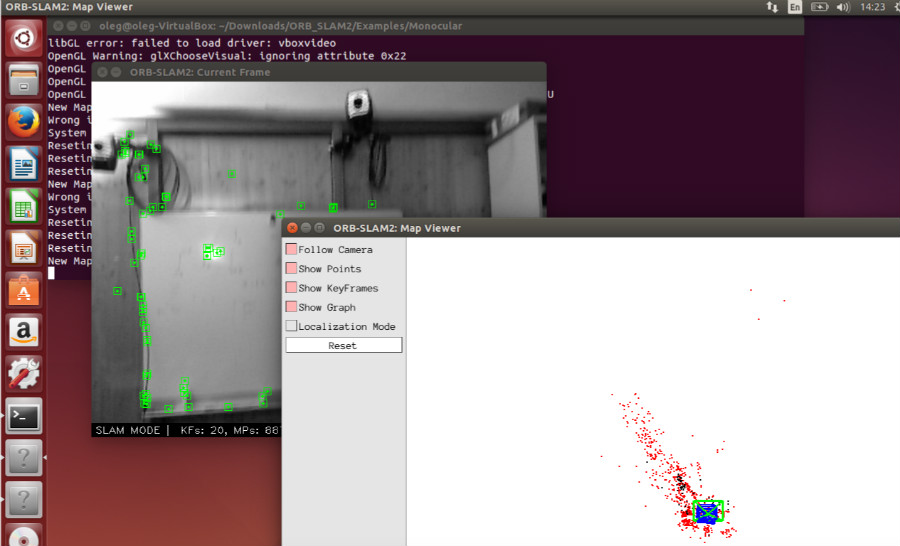 ORB-SLAM2: Map Viewer
En
14:23
oleg@oleg-VirtualBox: ~/Downloads/ORB_SLAM2/Examples/Monocular
libGL error: failed to load driver: vboxvideo
OpenGL Warning: glXChooseVisual: ignoring attribute 0x22
OpenGL
OpenGL
OpenGL U
New Map
Wrong i
System
Resetin
Resetin
Resetin
New Map
Wrong i
System
Resetin
Resetin
Resetin
New Map
ORB-SLAM2: Current Frame
SLAM MODE | KFs: 20, MPs: 887
ORB-SLAM2: Map Viewer
Follow Camera
Show Points
Show KeyFrames
Show Graph
Localization Mode
Reset